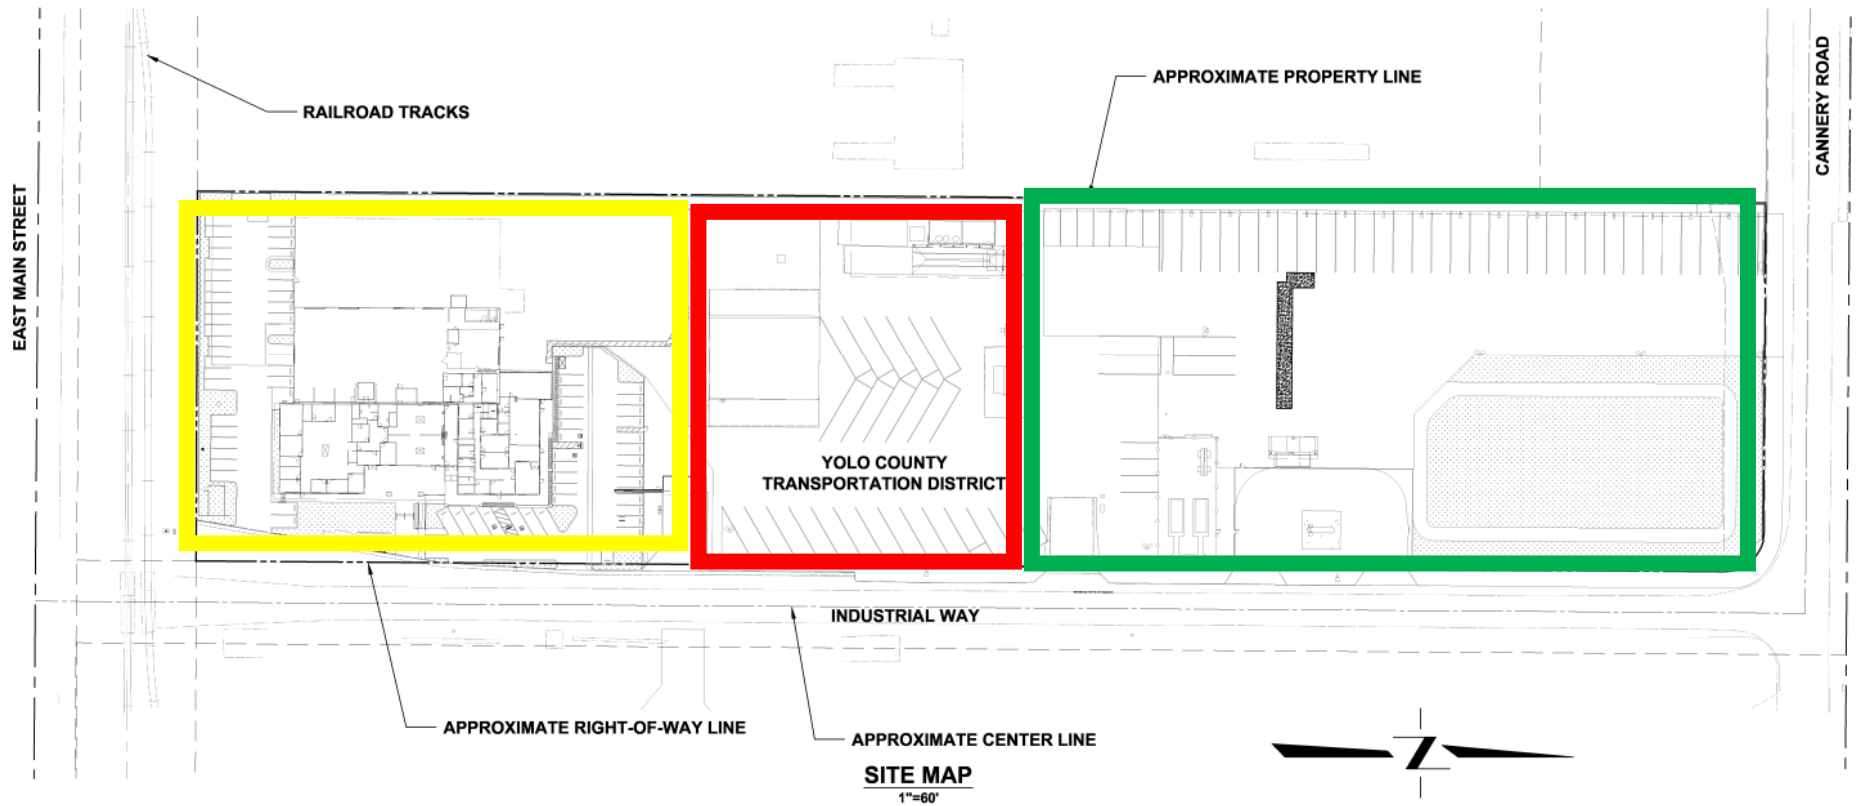 APPROXIMATE PROPERTY LINE
RAILROAD TRACKS
CANNERY ROAD
EAST MAIN STREET
YOLO COUNTY
TRANSPORTATION DISTRICT
INDUSTRIAL WAY
APPROXIMATE RIGHT-OF-WAY LINE
APPROXIMATE CENTER LINE
Z
SITE MAP
1"=60'